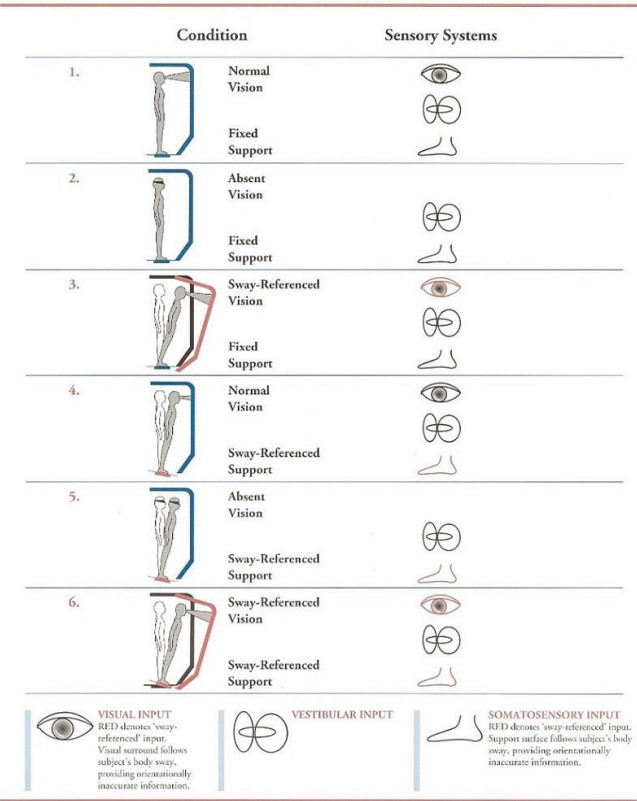 Condition Sensory Systems
1. Normal
Vision
Fixed
Support
2. Absent
Vision
Fixed
Support
3. Sway-Referenced
Vision
Fixed
Support
4. Normal
Vision
Sway-Referenced
Support
5. Absent
Vision
Sway-Referenced
Support
6. Sway-Referenced
Vision
Sway-Referenced
Support
VISUAL INPUT
RED denotes 'sway-
referenced' input.
Visual surround follows
subject's body sway,
providing orientationally
inaccurate information.
VESTIBULAR INPUT
SOMATOSENSORY INPUT
RED denotes 'sway-referenced' input.
Support surface follows subject's body
sway, providing orientationally
inaccurate information.